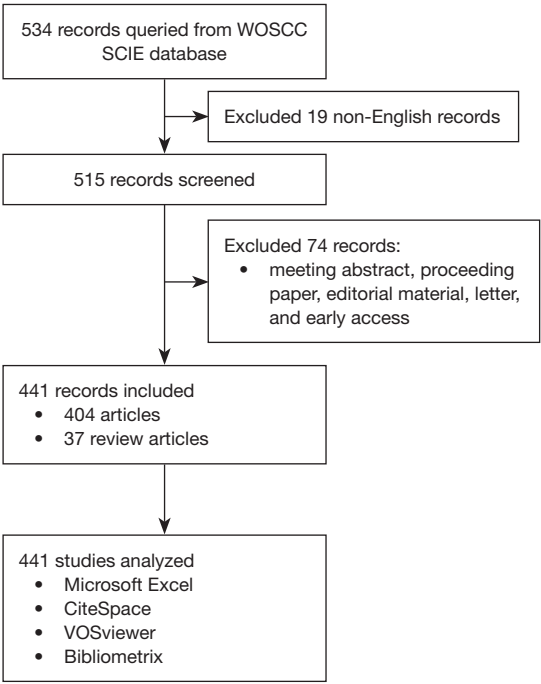 534 records queried from WOSCC
SCIE database
Excluded 19 non-English records
515 records screened
Excluded 74 records:
• meeting abstract, proceeding
paper, editorial material, letter,
and early access
441 records included
• 404 articles
• 37 review articles
441 studies analyzed
• Microsoft Excel
• CiteSpace
• VOSviewer
• Bibliometrix